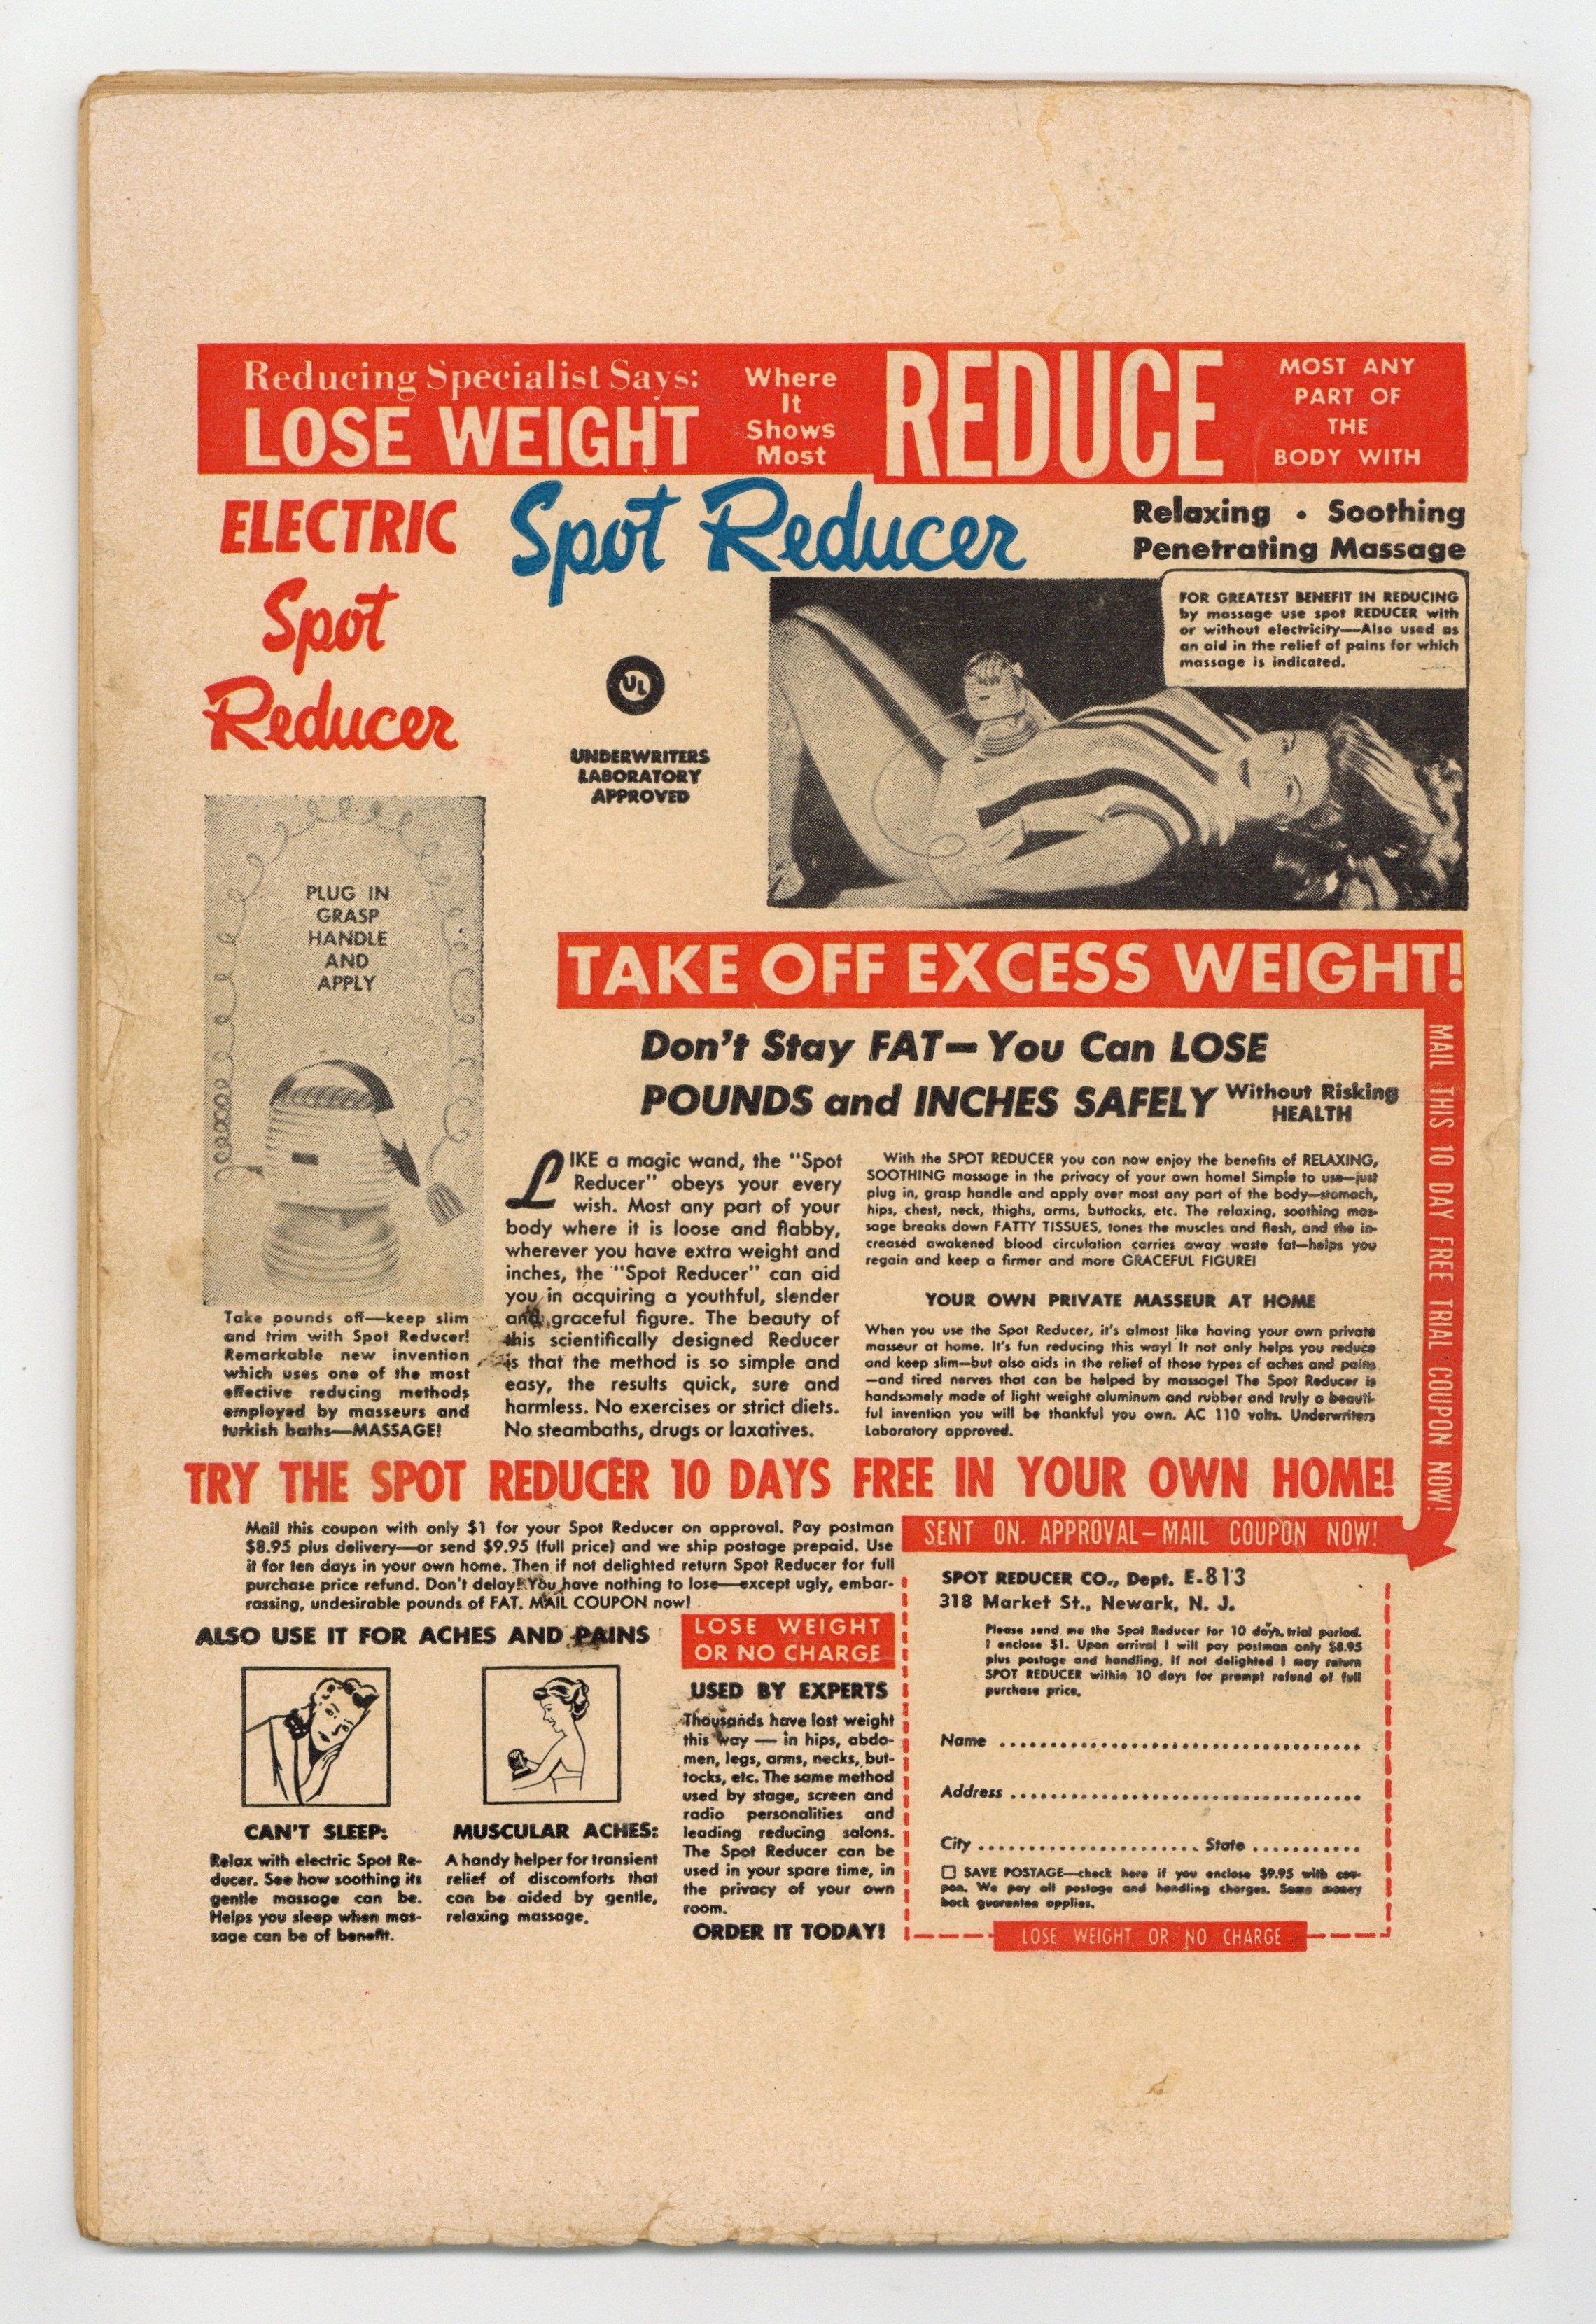 Reducing Specialist Says:
LOSE WEIGHT
Where
It
Shows
Most
REDUCE
MOST ANY
PART OF
THE
BODY WITH
ELECTRIC
Spot
Reducer
Spot Reducer
Relaxing • Soothing
Penetrating Massage
UL
UNDERWRITERS
LABORATORY
APPROVED
FOR GREATEST BENEFIT IN REDUCING
by massage use spot REDUCER with
or without electricity—Also used as
an aid in the relief of pains for which
massage is indicated.
PLUG IN
GRASP
HANDLE
AND
APPLY
Take pounds off—keep slim
and trim with Spot Reducer!
Remarkable new invention
which uses one of the most
effective reducing methods
employed by masseurs and
turkish baths—MASSAGE!
TAKE OFF EXCESS WEIGHT!
Don't Stay FAT— You Can LOSE
POUNDS and INCHES SAFELY Without Risking
HEALTH
LIKE a magic wand, the "Spot
Reducer" obeys your every
wish. Most any part of your
body where it is loose and flabby,
wherever you have extra weight and
inches, the "Spot Reducer" can aid
you in acquiring a youthful, slender
and graceful figure. The beauty of
this scientifically designed Reducer
is that the method is so simple and
easy, the results quick, sure and
harmless. No exercises or strict diets.
No steambaths, drugs or laxatives.
With the SPOT REDUCER you can now enjoy the benefits of RELAXING,
SOOTHING massage in the privacy of your own home! Simple to use—just
plug in, grasp handle and apply over most any part of the body—stomach,
hips, chest, neck, thighs, arms, buttocks, etc. The relaxing, soothing mas-
sage breaks down FATTY TISSUES, tones the muscles and flesh, and the in-
creased awakened blood circulation carries away waste fat—helps you
regain and keep a firmer and more GRACEFUL FIGURE!
YOUR OWN PRIVATE MASSEUR AT HOME
When you use the Spot Reducer, it's almost like having your own private
masseur at home. It's fun reducing this way! It not only helps you reduce
and keep slim—but also aids in the relief of those types of aches and pains
—and tired nerves that can be helped by massage! The Spot Reducer is
handsomely made of light weight aluminum and rubber and truly a beauti-
ful invention you will be thankful you own. AC 110 volts. Underwriters
Laboratory approved.
MAIL THIS 10 DAY FREE TRIAL COUPON NOW!
TRY THE SPOT REDUCER 10 DAYS FREE IN YOUR OWN HOME!
Mail this coupon with only $1 for your Spot Reducer on approval. Pay postman
$8.95 plus delivery—or send $9.95 (full price) and we ship postage prepaid. Use
it for ten days in your own home. Then if not delighted return Spot Reducer for full
purchase price refund. Don't delay! You have nothing to lose—except ugly, embar-
rassing, undesirable pounds of FAT. MAIL COUPON now!
ALSO USE IT FOR ACHES AND PAINS
CAN'T SLEEP:
Relax with electric Spot Re-
ducer. See how soothing its
gentle massage can be.
Helps you sleep when mas-
sage can be of benefit.
MUSCULAR ACHES:
A handy helper for transient
relief of discomforts that
can be aided by gentle,
relaxing massage.
LOSE WEIGHT
OR NO CHARGE
USED BY EXPERTS
Thousands have lost weight
this way — in hips, abdo-
men, legs, arms, necks, but-
tocks, etc. The same method
used by stage, screen and
radio personalities and
leading reducing salons.
The Spot Reducer can be
used in your spare time, in
the privacy of your own
room.
ORDER IT TODAY!
SENT ON. APPROVAL—MAIL COUPON NOW!
SPOT REDUCER CO., Dept. E-813
318 Market St., Newark, N. J.
Please send me the Spot Reducer for 10 days trial period.
I enclose $1. Upon arrival I will pay postman only $8.95
plus postage and handling. If not delighted I may return
SPOT REDUCER within 10 days for prompt refund of full
purchase price.
Name ....................................
Address ....................................
City ...................... State ...........
☐ SAVE POSTAGE—check here if you enclose $9.95 with cou-
pon. We pay all postage and handling charges. Same money
back guarantee applies.
LOSE WEIGHT OR NO CHARGE